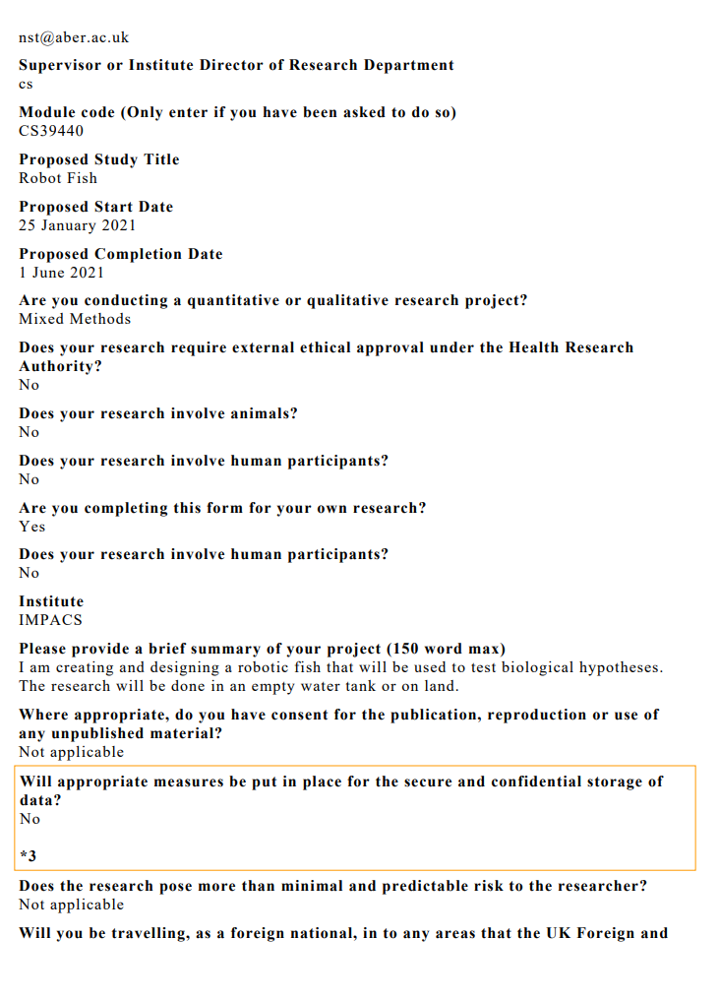 nst@aber.ac.uk
Supervisor or Institute Director of Research Department
cs
Module code (Only enter if you have been asked to do so)
CS39440
Proposed Study Title
Robot Fish
Proposed Start Date
25 January 2021
Proposed Completion Date
1 June 2021
Are you conducting a quantitative or qualitative research project?
Mixed Methods
Does your research require external ethical approval under the Health Research
Authority?
No
Does your research involve animals?
No
Does your research involve human participants?
No
Are you completing this form for your own research?
Yes
Does your research involve human participants?
No
Institute
IMPACS
Please provide a brief summary of your project (150 word max)
I am creating and designing a robotic fish that will be used to test biological hypotheses.
The research will be done in an empty water tank or on land.
Where appropriate, do you have consent for the publication, reproduction or use of
any unpublished material?
Not applicable
Will appropriate measures be put in place for the secure and confidential storage of
data?
No
*3
Does the research pose more than minimal and predictable risk to the researcher?
Not applicable
Will you be travelling, as a foreign national, in to any areas that the UK Foreign and